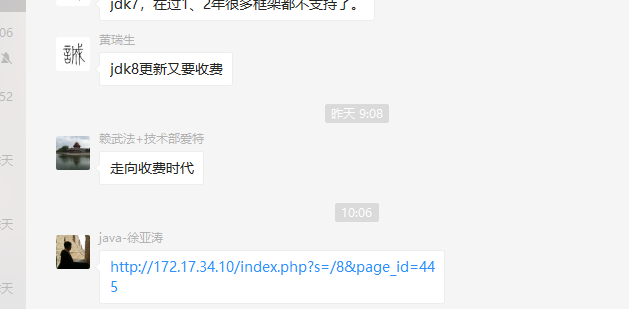 jdk7，在过1、2年很多框架都不支持了。
06
黄瑞生
誠
jdk8更新又要收费
52
昨天 9:08
赖武法+技术部爱特
走向收费时代
天
10:06
java-徐亚涛
天
http://172.17.34.10/index.php?s=/8&page_id=44
5
天